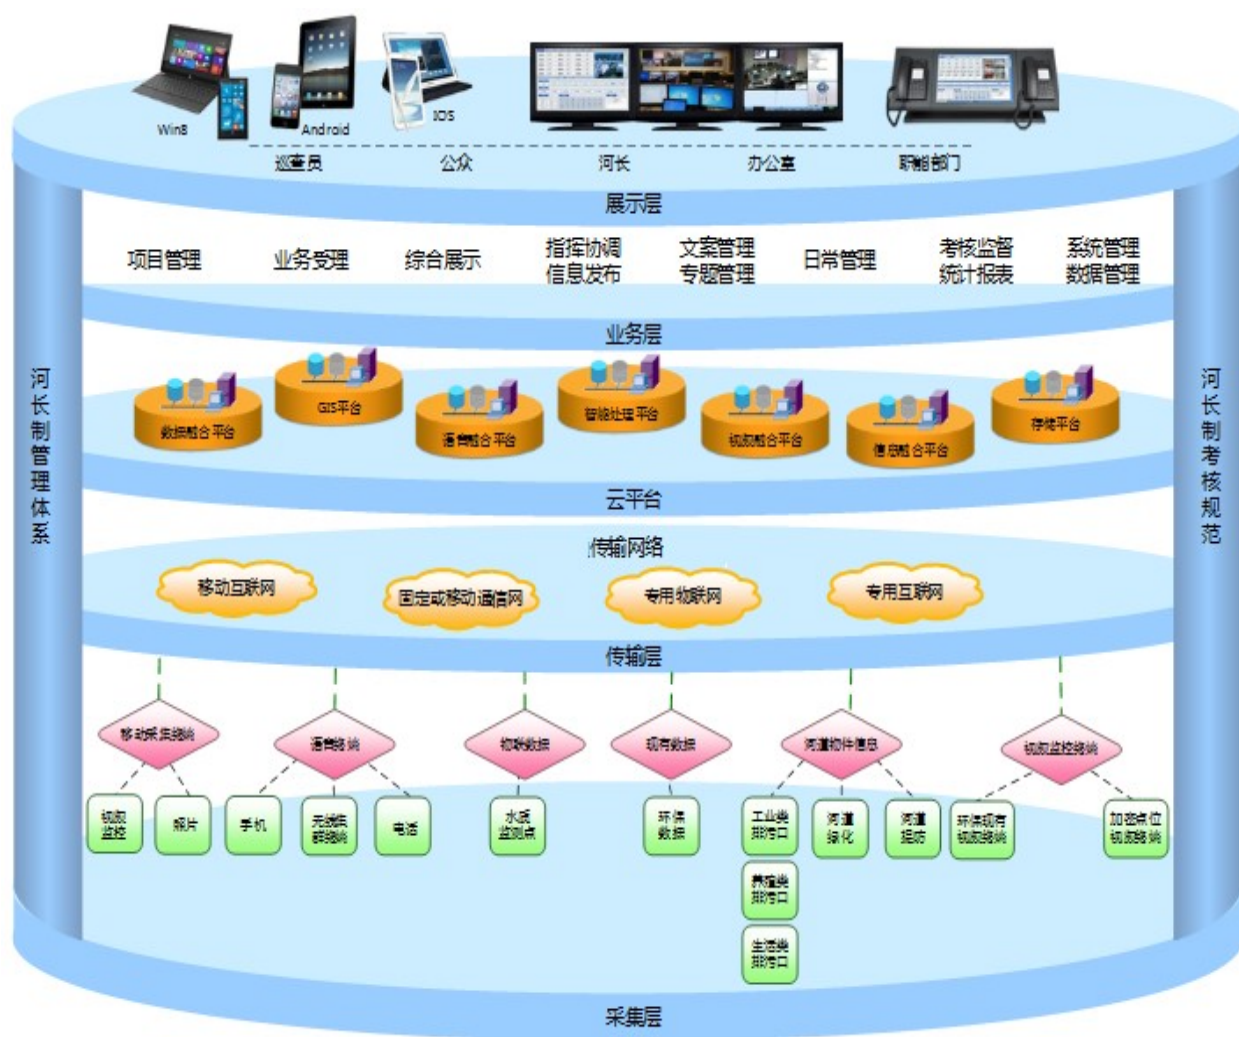 Win8
Android
IOS
巡查员
公众
河长
办公室
职能部门
展示层
项目管理
业务受理
综合展示
指挥协调
信息发布
文案管理
专题管理
日常管理
考核监督
统计报表
系统管理
数据管理
业务层
河长制管理体系
河长制考核规范
数据融合平台
GIS平台
语音融合平台
智能处理平台
视频融合平台
信息融合平台
存储平台
云平台
传输网络
移动互联网
固定或移动通信网
专用物联网
专用互联网
传输层
移动采集终端
语音终端
物联数据
现有数据
河道物件信息
视频监控终端
视频
监控
照片
手机
无线集
群终端
电话
水质
监测点
环保
数据
工业类
排污口
河道
绿化
河道
堤防
环保现有
视频终端
加密点位
视频终端
养殖类
排污口
生活类
排污口
采集层